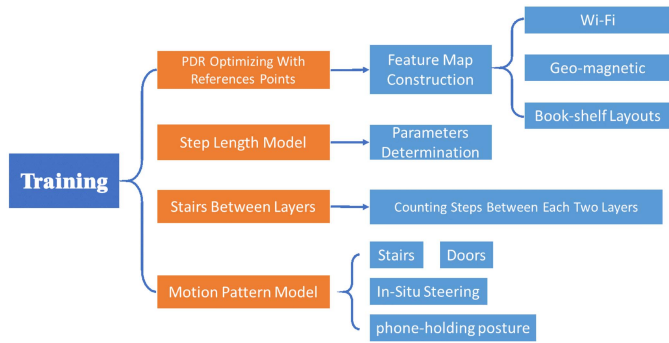 Training
PDR Optimizing With
References Points
Feature Map
Construction
Wi-Fi
Geo-magnetic
Book-shelf Layouts
Step Length Model
Parameters
Determination
Stairs Between Layers
Counting Steps Between Each Two Layers
Motion Pattern Model
Stairs
Doors
In-Situ Steering
phone-holding posture